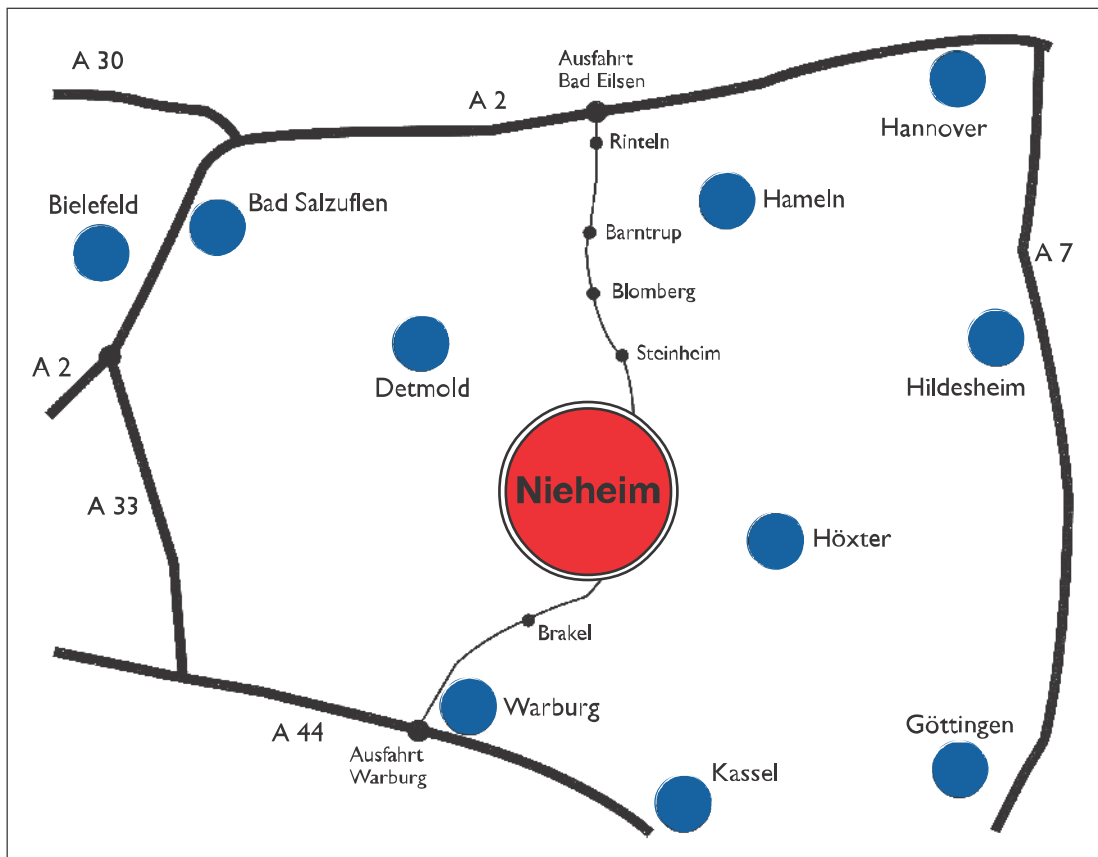 A 30
Ausfahrt
Bad Eilsen
A 2
Hannover
Rinteln
Bielefeld
Bad Salzuflen
Hameln
Barntrup
A 7
Blomberg
Steinheim
A 2
Detmold
Hildesheim
Nieheim
A 33
Höxter
Brakel
Warburg
A 44
Göttingen
Ausfahrt
Warburg
Kassel